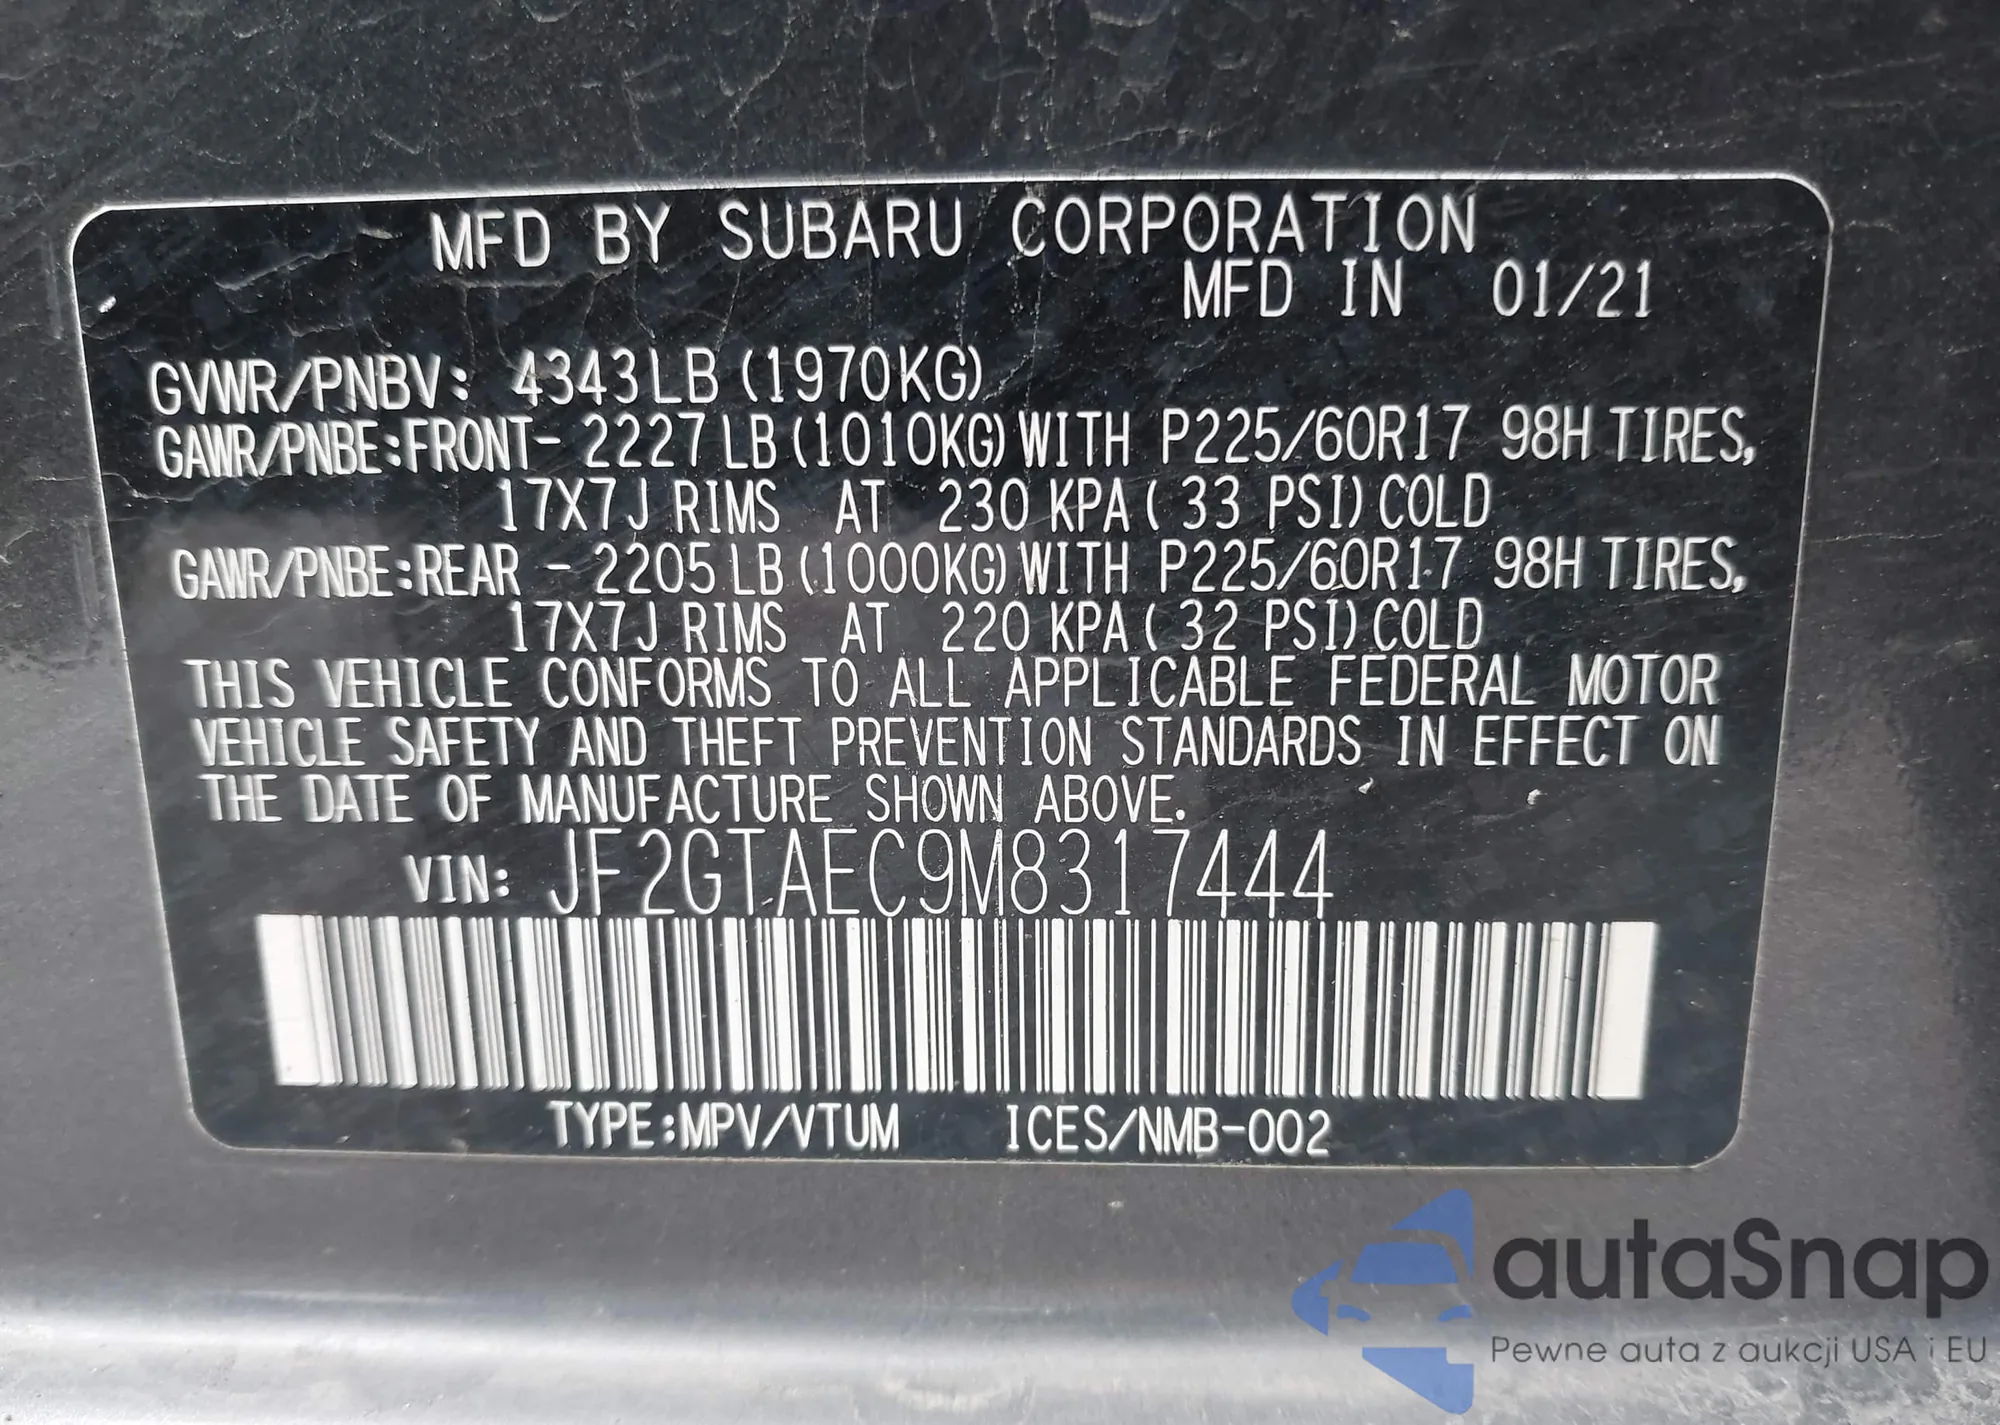 MFD BY SUBARU CORPORATION
MFD IN 01/21
GVWR/PNBV: 4343LB (1970KG)
GAWR/PNBE:FRONT- 2227LB (1010KG) WITH P225/60R17 98H TIRES,
17X7J RIMS AT 230 KPA ( 33 PSI) COLD
GAWR/PNBE:REAR - 2205LB (1000KG) WITH P225/60R17 98H TIRES,
17X7J RIMS AT 220 KPA ( 32 PSI) COLD
THIS VEHICLE CONFORMS TO ALL APPLICABLE FEDERAL MOTOR
VEHICLE SAFETY AND THEFT PREVENTION STANDARDS IN EFFECT ON
THE DATE OF MANUFACTURE SHOWN ABOVE.
VIN: JF2GTAEC9M8317444
TYPE:MPV/VTUM ICES/NMB-002
autaSnap
Pewne auta z aukcji USA i EU